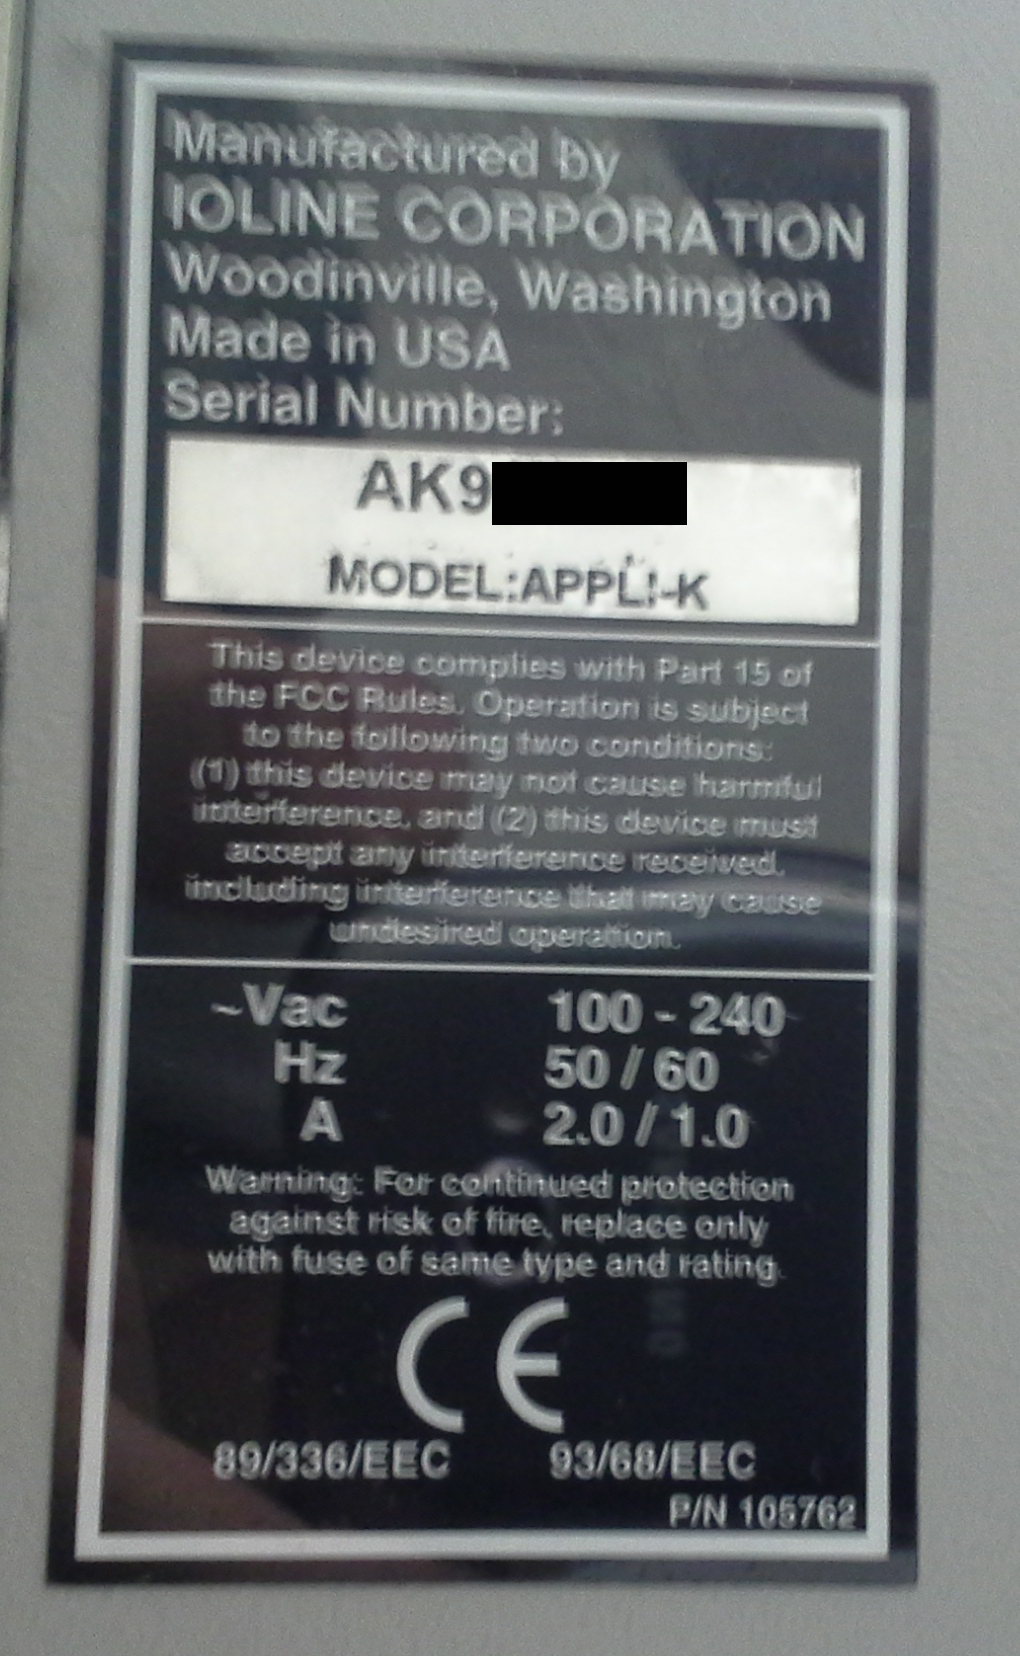 Manufactured by
IOLINE CORPORATION
Woodinville, Washington
Made in USA
Serial Number:
AK9
MODEL:APPLI-K
This device complies with Part 15 of
the FCC Rules. Operation is subject
to the following two conditions:
(1) this device may not cause harmful
interference, and (2) this device must
accept any interference received,
including interference that may cause
undesired operation.
~Vac 100 - 240
Hz 50 / 60
A 2.0 / 1.0
Warning: For continued protection
against risk of fire, replace only
with fuse of same type and rating.
CE
89/336/EEC 93/68/EEC
P/N 105762